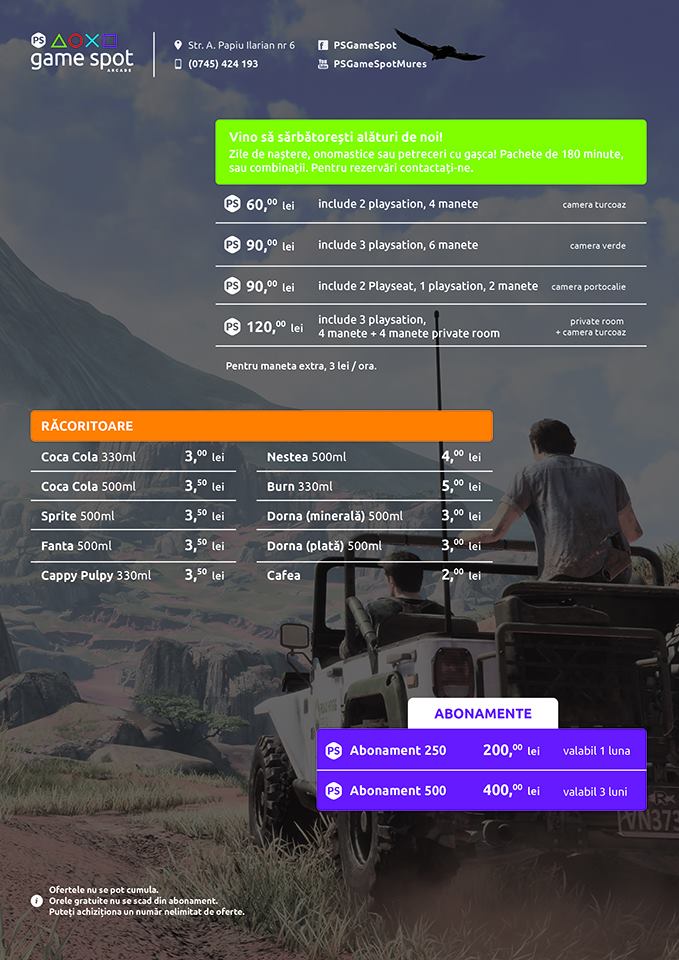 PS
game spot
ARCADE
Str. A. Papiu Ilarian nr 6
(0745) 424 193
PSGameSpot
PSGameSpotMures
Vino să sărbătorești alături de noi!
Zile de naștere, onomastice sau petreceri cu gașca! Pachete de 180 minute,
sau combinații. Pentru rezervări contactați-ne.
PS 60,00 lei include 2 playsation, 4 manete camera turcoaz
PS 90,00 lei include 3 playsation, 6 manete camera verde
PS 90,00 lei include 2 Playseat, 1 playsation, 2 manete camera portocalie
PS 120,00 lei include 3 playsation,
4 manete + 4 manete private room
private room
+ camera turcoaz
Pentru maneta extra, 3 lei / ora.
RĂCORITOARE
Coca Cola 330ml 3,00 lei
Coca Cola 500ml 3,50 lei
Sprite 500ml 3,50 lei
Fanta 500ml 3,50 lei
Cappy Pulpy 330ml 3,50 lei
Nestea 500ml 4,00 lei
Burn 330ml 5,00 lei
Dorna (minerală) 500ml 3,00 lei
Dorna (plată) 500ml 3,00 lei
Cafea 2,00 lei
ABONAMENTE
PS Abonament 250 200,00 lei valabil 1 luna
PS Abonament 500 400,00 lei valabil 3 luni
Ofertele nu se pot cumula.
Orele gratuite nu se scad din abonament.
Puteți achiziționa un număr nelimitat de oferte.